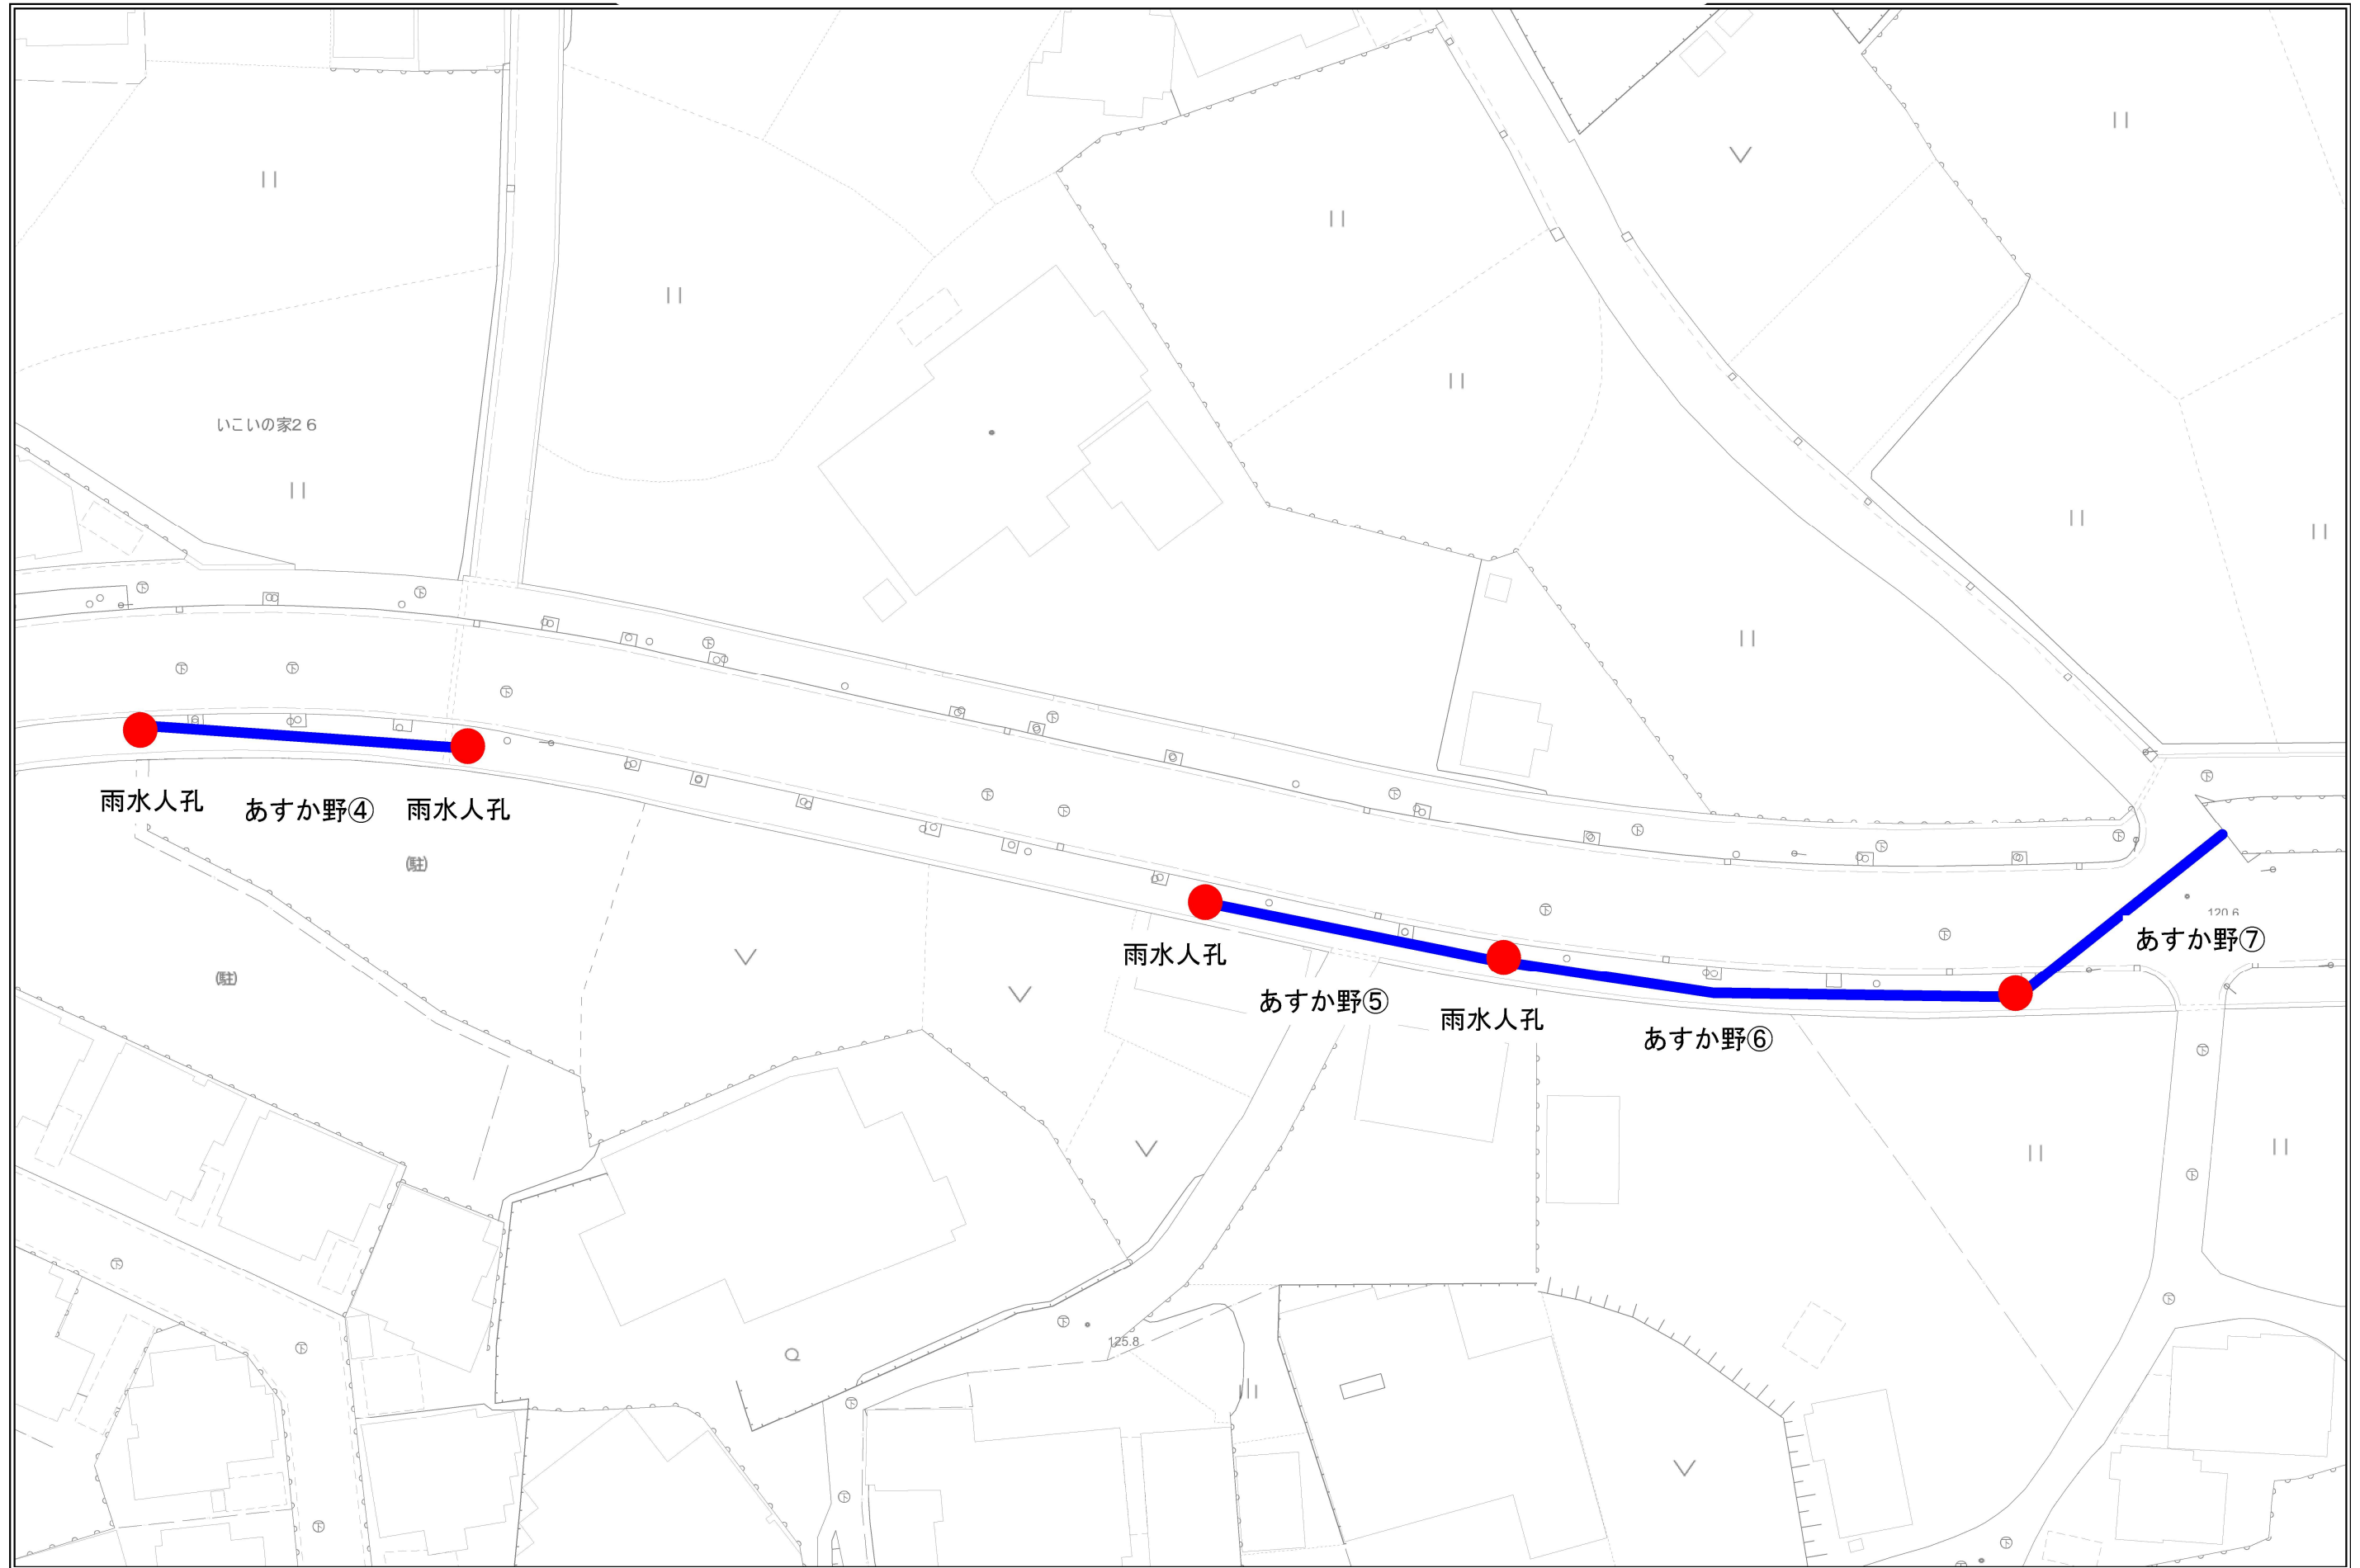 いこいの家26
雨水人孔
あすか野④
雨水人孔
(駐)
(駐)
120.6
あすか野⑦
雨水人孔
あすか野⑤
雨水人孔
あすか野⑥
125.8